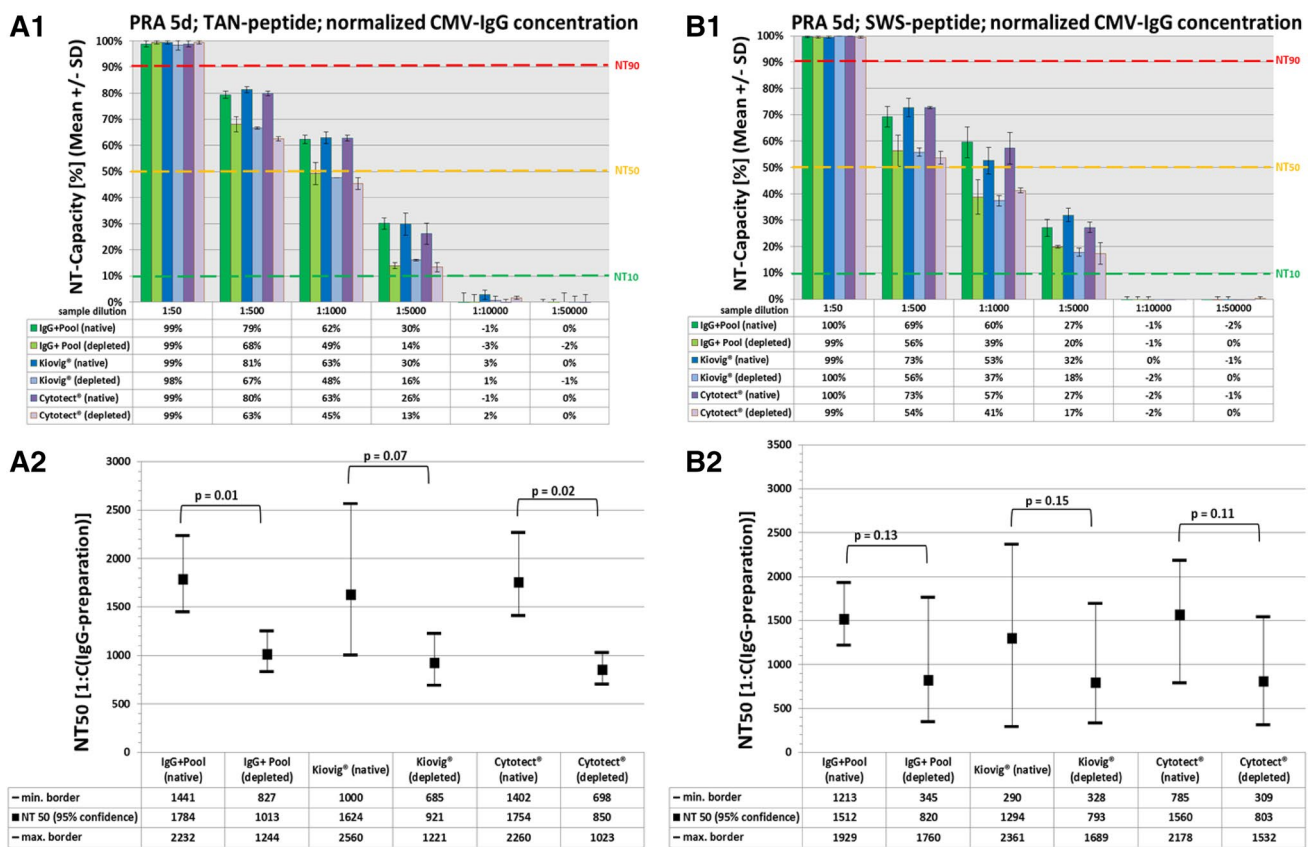 A1
PRA 5d; TAN-peptide; normalized CMV-IgG concentration
NT-Capacity [%] (Mean +/- SD)
100%
90%
80%
70%
60%
50%
40%
30%
20%
10%
0%
NT90
NT50
NT10
sample dilution 1:50 1:500 1:1000 1:5000 1:10000 1:50000
IgG+Pool (native) 99% 79% 62% 30% -1% 0%
IgG+ Pool (depleted) 99% 68% 49% 14% -3% -2%
Kiovig® (native) 99% 81% 63% 30% 3% 0%
Kiovig® (depleted) 98% 67% 48% 16% 1% -1%
Cytotect® (native) 99% 80% 63% 26% -1% 0%
Cytotect® (depleted) 99% 63% 45% 13% 2% 0%
B1
PRA 5d; SWS-peptide; normalized CMV-IgG concentration
NT-Capacity [%] (Mean +/- SD)
100%
90%
80%
70%
60%
50%
40%
30%
20%
10%
0%
NT90
NT50
NT10
sample dilution 1:50 1:500 1:1000 1:5000 1:10000 1:50000
IgG+Pool (native) 100% 69% 60% 27% -1% -2%
IgG+ Pool (depleted) 99% 56% 39% 20% -1% 0%
Kiovig® (native) 99% 73% 53% 32% 0% -1%
Kiovig® (depleted) 100% 56% 37% 18% -2% 0%
Cytotect® (native) 100% 73% 57% 27% -2% -1%
Cytotect® (depleted) 99% 54% 41% 17% -2% 0%
A2
NT50 [1:C(IgG-preparation)]
3000
2500
2000
1500
1000
500
0
p = 0.01
p = 0.07
p = 0.02
IgG+Pool (native) IgG+ Pool (depleted) Kiovig® (native) Kiovig® (depleted) Cytotect® (native) Cytotect® (depleted)
min. border 1441 827 1000 685 1402 698
NT 50 (95% confidence) 1784 1013 1624 921 1754 850
max. border 2232 1244 2560 1221 2260 1023
B2
NT50 [1:C(IgG-preparation)]
3500
3000
2500
2000
1500
1000
500
0
p = 0.13
p = 0.15
p = 0.11
IgG+Pool (native) IgG+ Pool (depleted) Kiovig® (native) Kiovig® (depleted) Cytotect® (native) Cytotect® (depleted)
min. border 1213 345 290 328 785 309
NT 50 (95% confidence) 1512 820 1294 793 1560 803
max. border 1929 1760 2361 1689 2178 1532